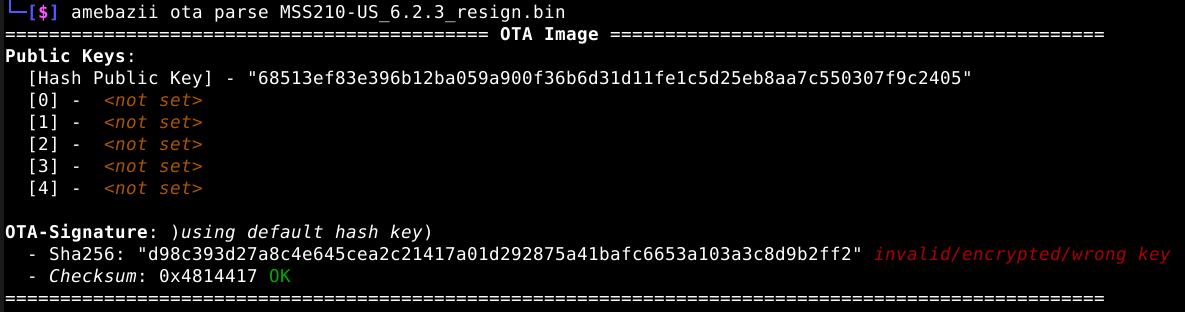 └─[$] amebazii ota parse MSS210-US_6.2.3_resign.bin
============================================ OTA Image =============================================
Public Keys:
[Hash Public Key] - "68513ef83e396b12ba059a900f36b6d31d11fe1c5d25eb8aa7c550307f9c2405"
[0] - <not set>
[1] - <not set>
[2] - <not set>
[3] - <not set>
[4] - <not set>
OTA-Signature: )using default hash key)
- Sha256: "d98c393d27a8c4e645cea2c21417a01d292875a41bafc6653a103a3c8d9b2ff2" invalid/encrypted/wrong key
- Checksum: 0x4814417 OK
====================================================================================================